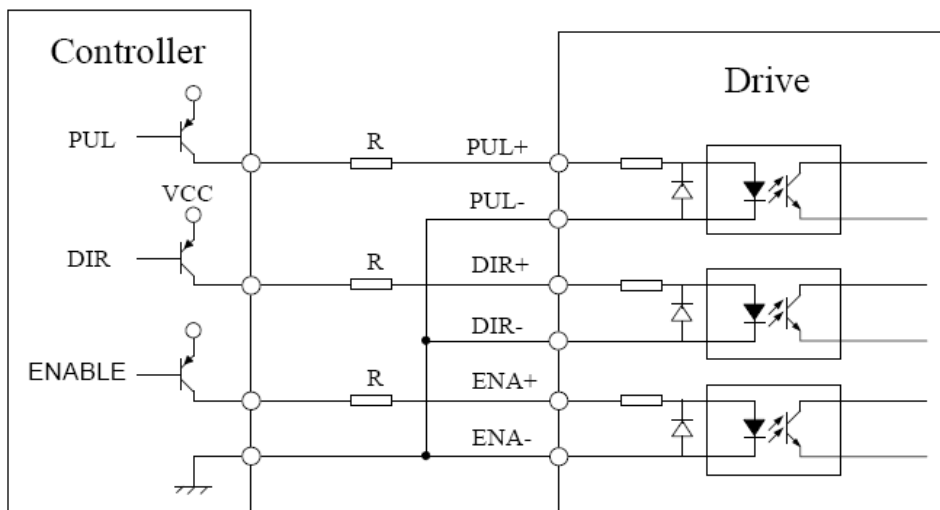 Controller
Drive
PUL
R
PUL+
VCC
PUL-
DIR
R
DIR+
DIR-
ENABLE
R
ENA+
ENA-